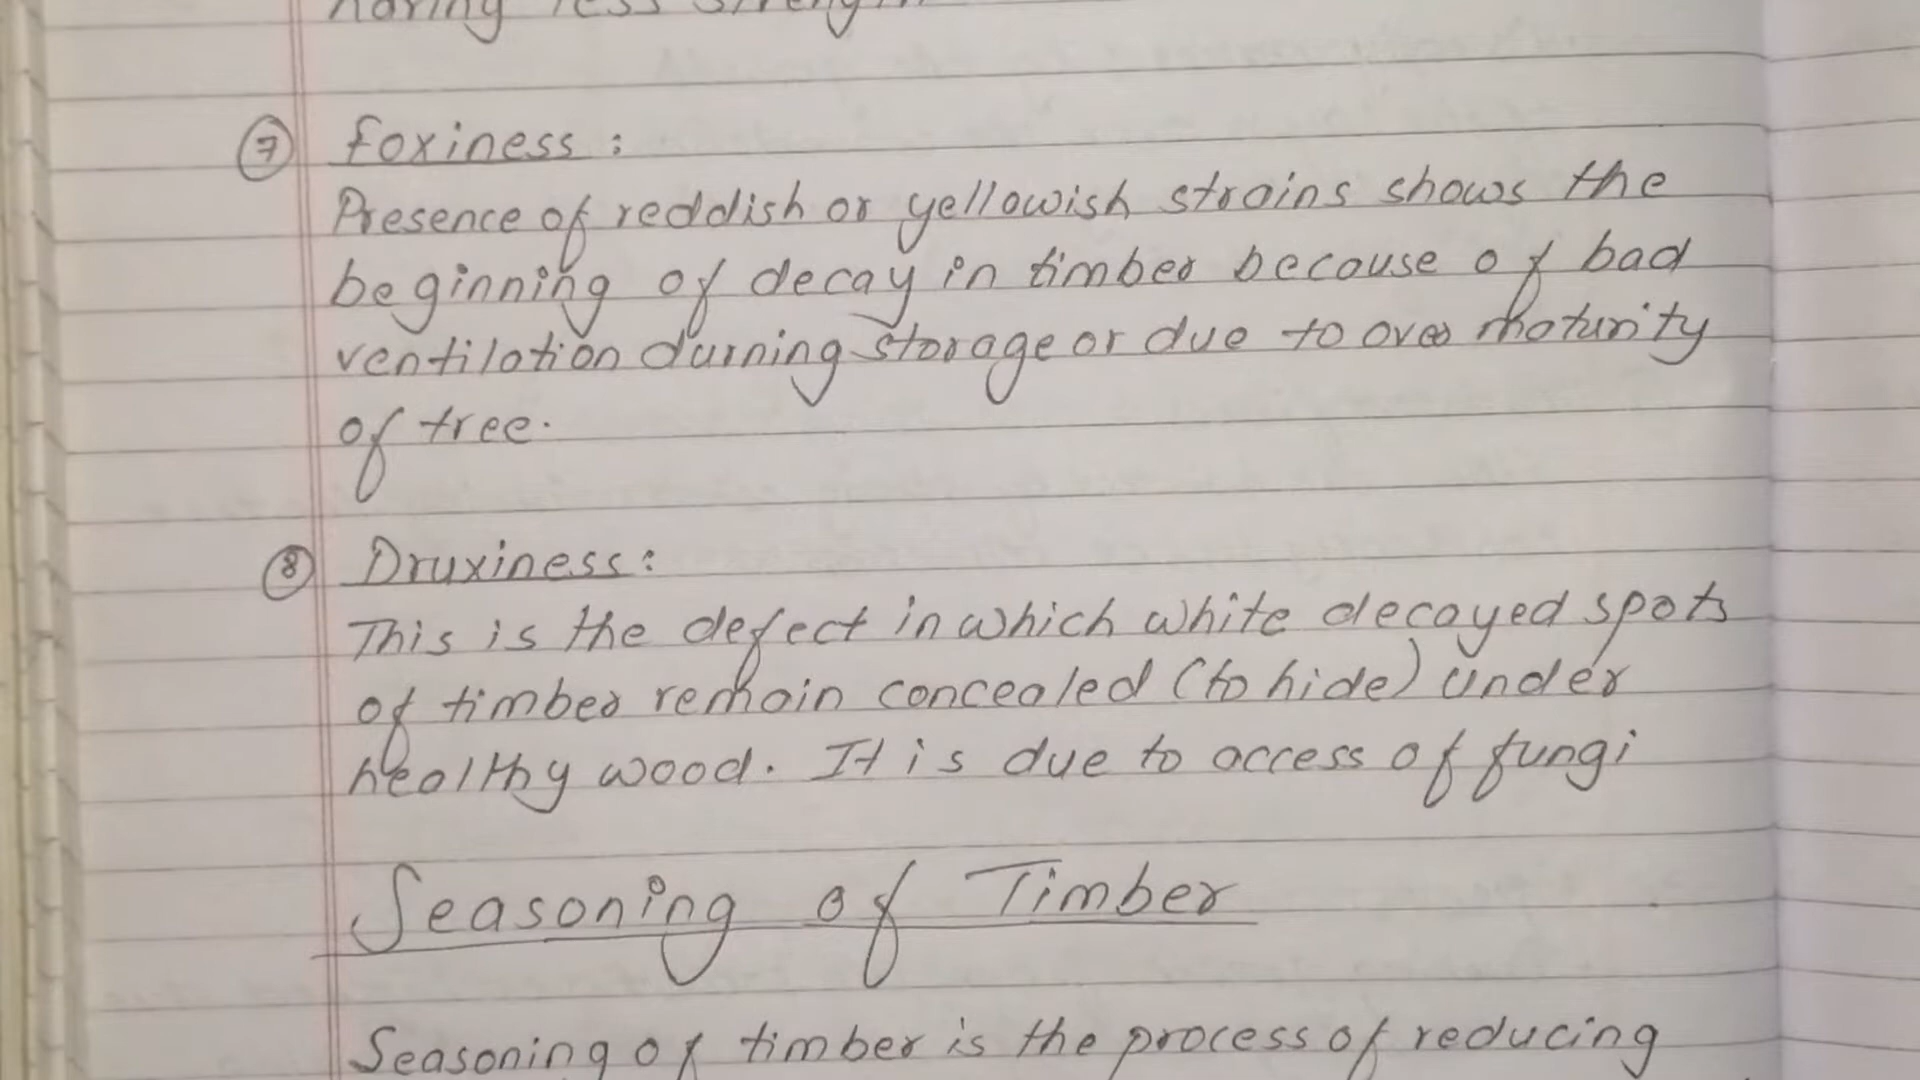 having less strength
⑦ foxiness :
Presence of reddish or yellowish strains shows the
beginning of decay in timber because of bad
ventilation durning storage or due to over maturity
of tree.
⑧ Druxiness :
This is the defect in which white decayed spots
of timber remain concealed (to hide) under
healthy wood. It is due to access of fungi
Seasoning of Timber
Seasoning of timber is the process of reducing